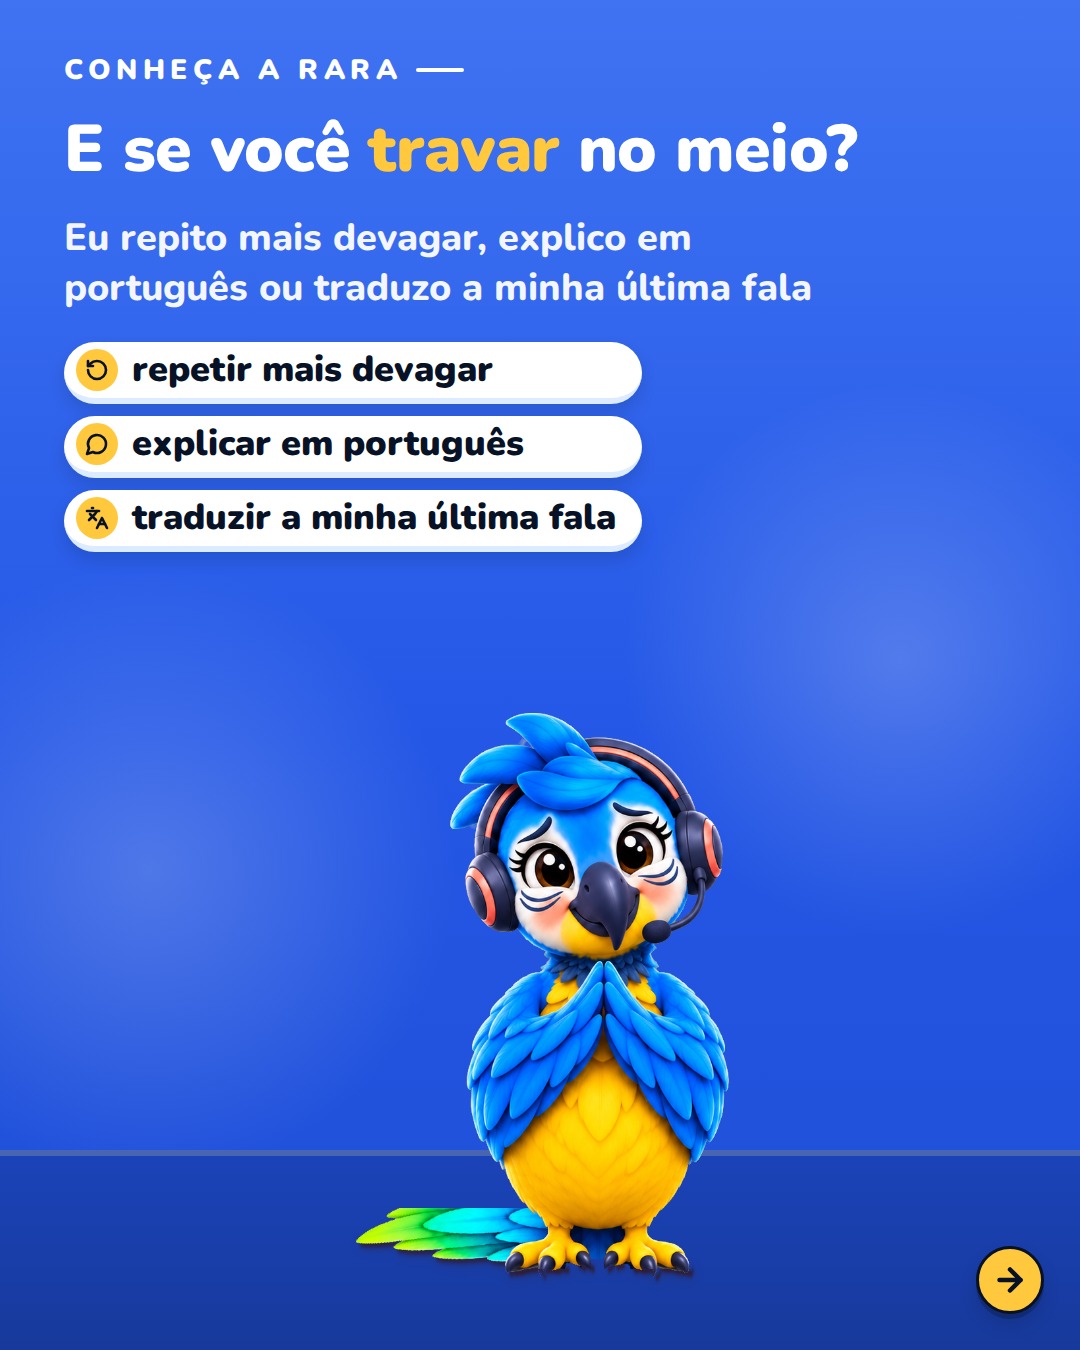 CONHEÇA A RARA
E se você travar no meio?
Eu repito mais devagar, explico em
português ou traduzo a minha última fala
repetir mais devagar
explicar em português
traduzir a minha última fala